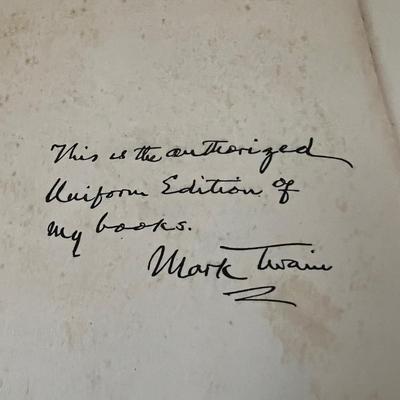 This is the authorized
Uniform Edition of
my books.
Mark Twain